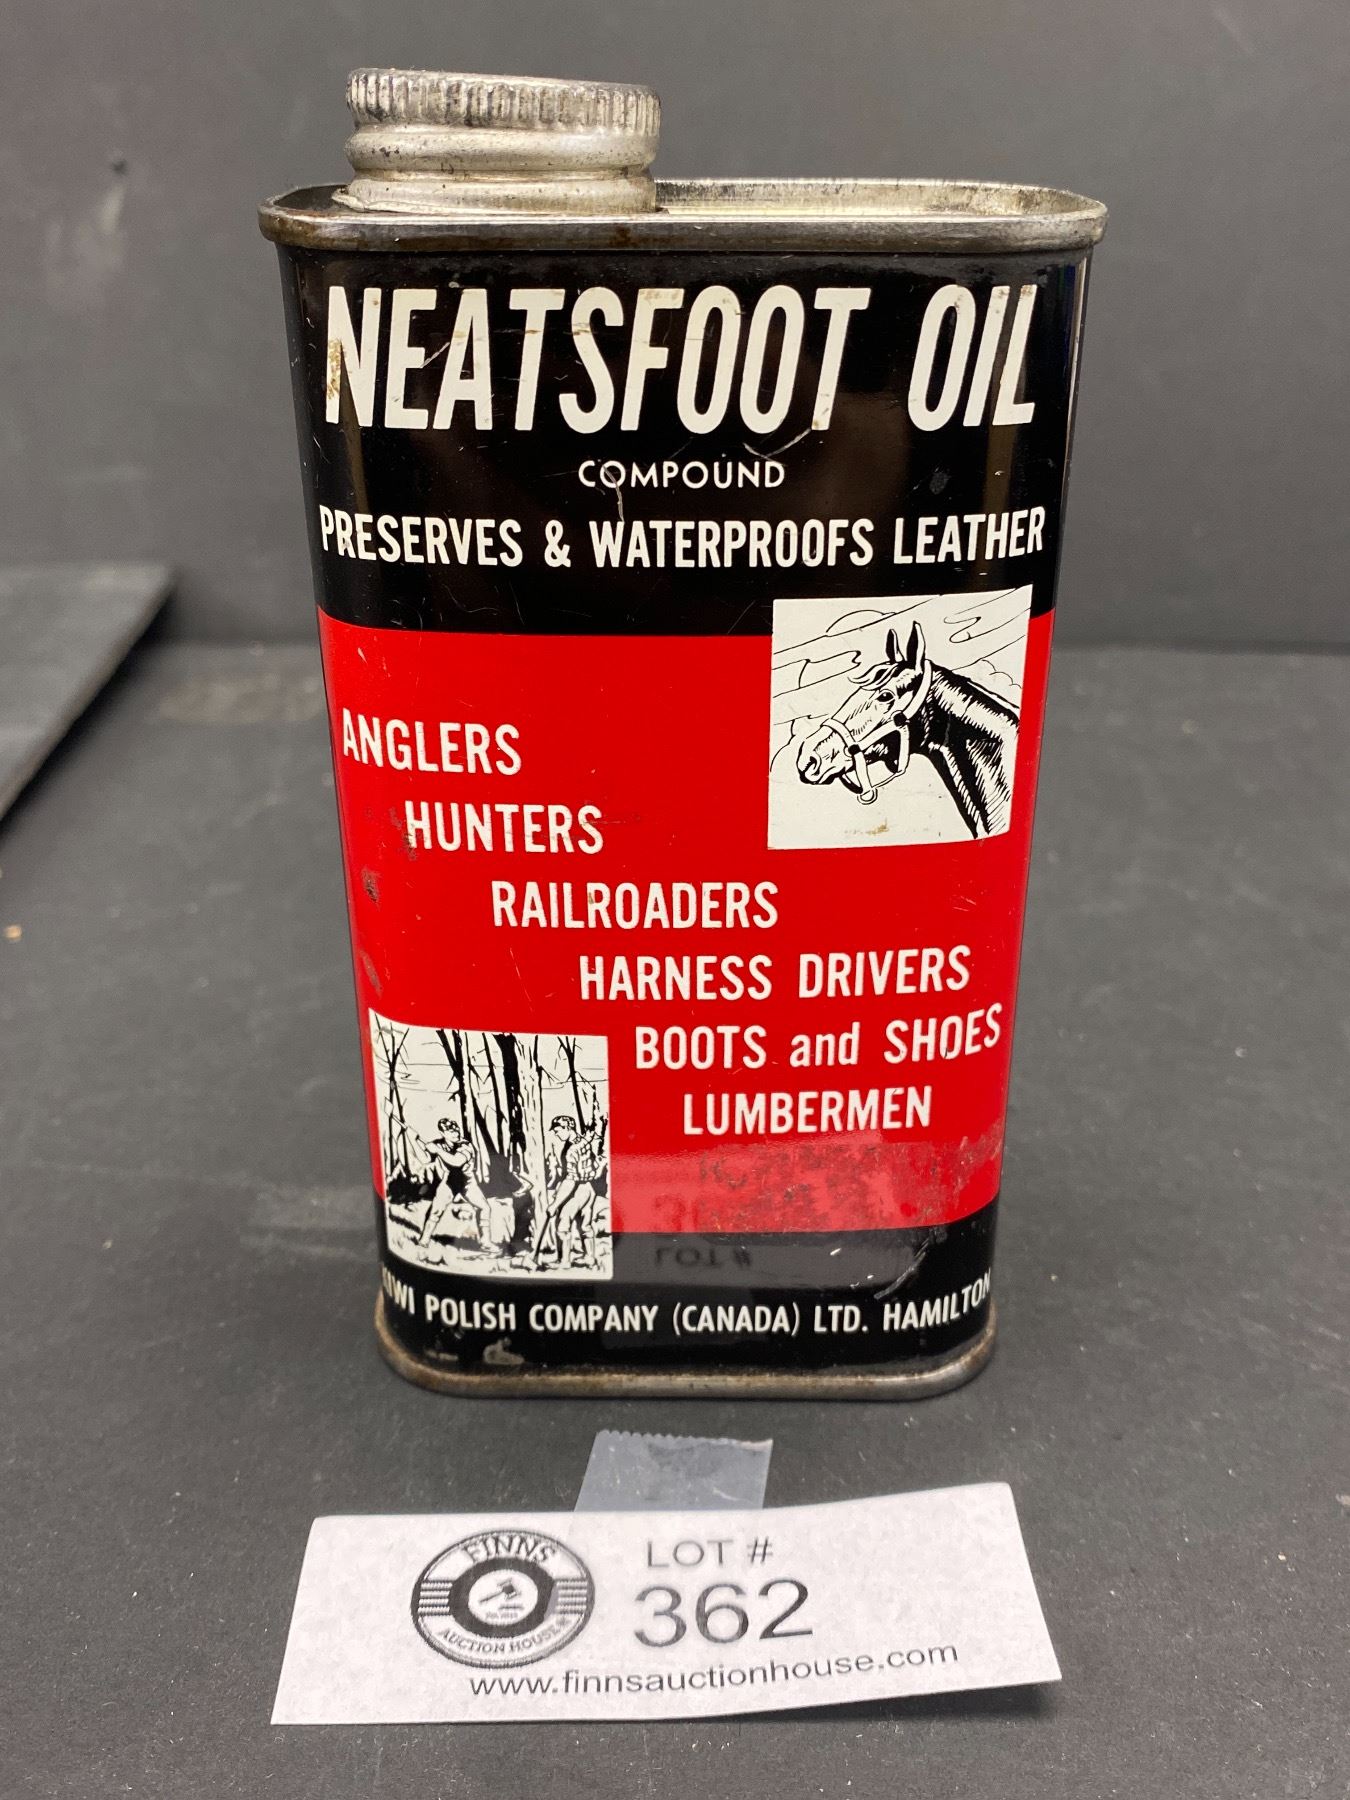 NEATSFOOT OIL
COMPOUND
PRESERVES & WATERPROOFS LEATHER
ANGLERS
HUNTERS
RAILROADERS
HARNESS DRIVERS
BOOTS and SHOES
LUMBERMEN
KIWI POLISH COMPANY (CANADA) LTD. HAMILTON
FINNS
AUCTION HOUSE
LOT #
362
www.finnsauctionhouse.com